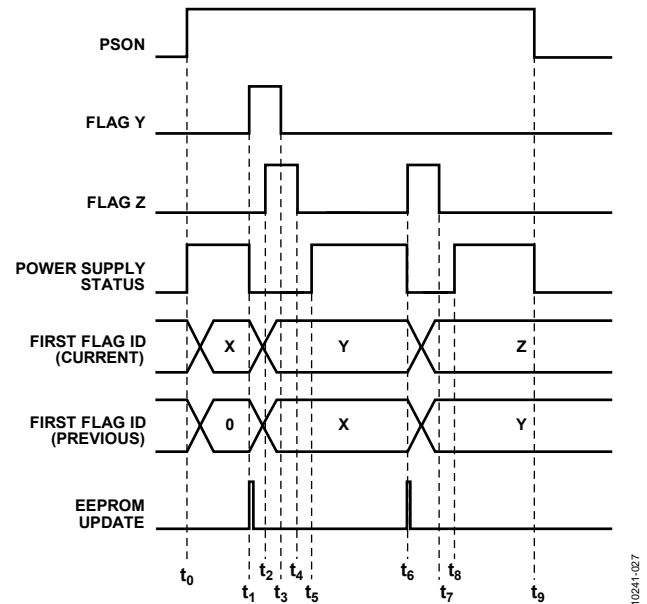 PSON
FLAG Y
FLAG Z
POWER SUPPLY
STATUS
FIRST FLAG ID
(CURRENT)
X
Y
Z
FIRST FLAG ID
(PREVIOUS)
0
X
Y
EEPROM
UPDATE
t0
t1
t2
t3
t4
t5
t6
t7
t8
t9
10241-027